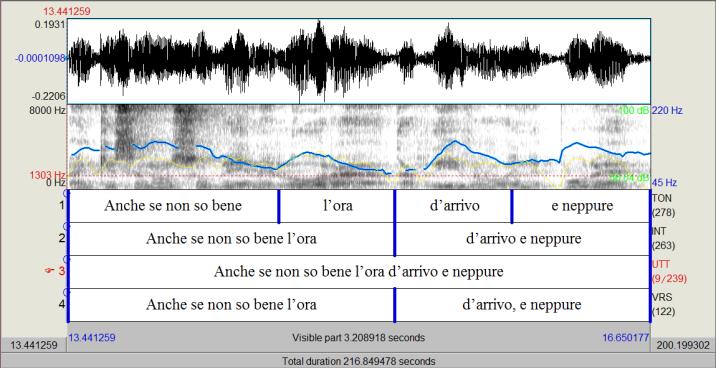 13.441259
0.1931
-0.0001098
-0.2206
8000 Hz 100 dB 220 Hz
1303 Hz
0 Hz 45 Hz
1 Anche se non so bene l’ora d’arrivo e neppure TON (278)
2 Anche se non so bene l’ora d’arrivo e neppure INT (263)
3 Anche se non so bene l’ora d’arrivo e neppure UTT (9/239)
4 Anche se non so bene l’ora d’arrivo, e neppure VRS (122)
13.441259 Visible part 3.208918 seconds 16.650177
13.441259 200.199302
Total duration 216.849478 seconds